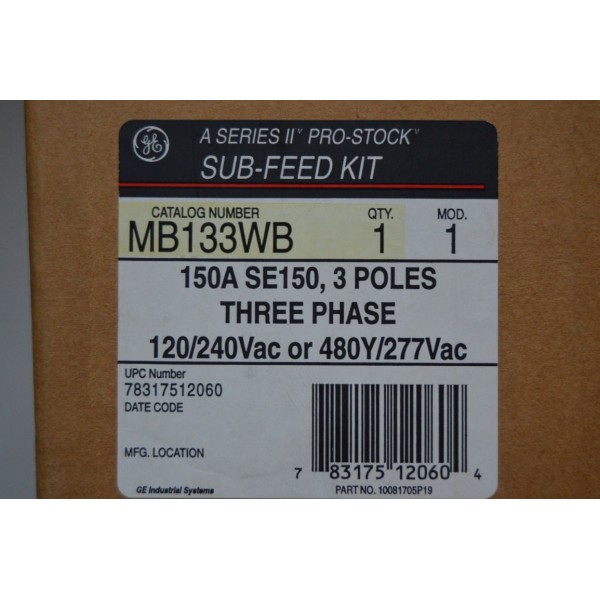 GE
A SERIES II™ PRO-STOCK™
SUB-FEED KIT
CATALOG NUMBER QTY. MOD.
MB133WB 1 1
150A SE150, 3 POLES
THREE PHASE
120/240Vac or 480Y/277Vac
UPC Number
78317512060
DATE CODE
MFG. LOCATION
7 83175 12060 4
GE Industrial Systems PART NO. 10081705P19